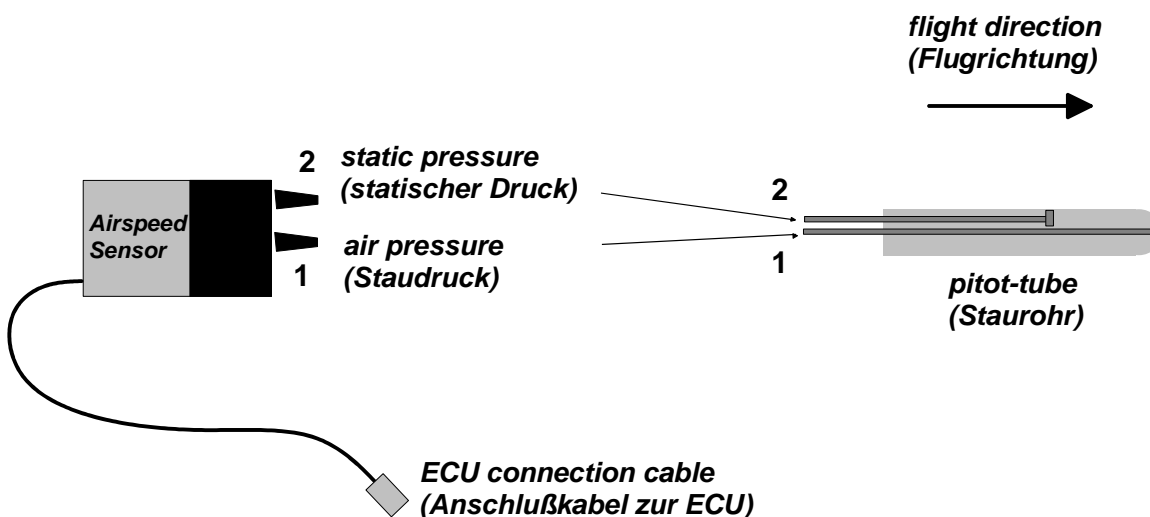 flight direction
(Flugrichtung)
2
static pressure
(statischer Druck)
Airspeed
Sensor
air pressure
(Staudruck)
1
2
1
pitot-tube
(Staurohr)
ECU connection cable
(Anschlußkabel zur ECU)